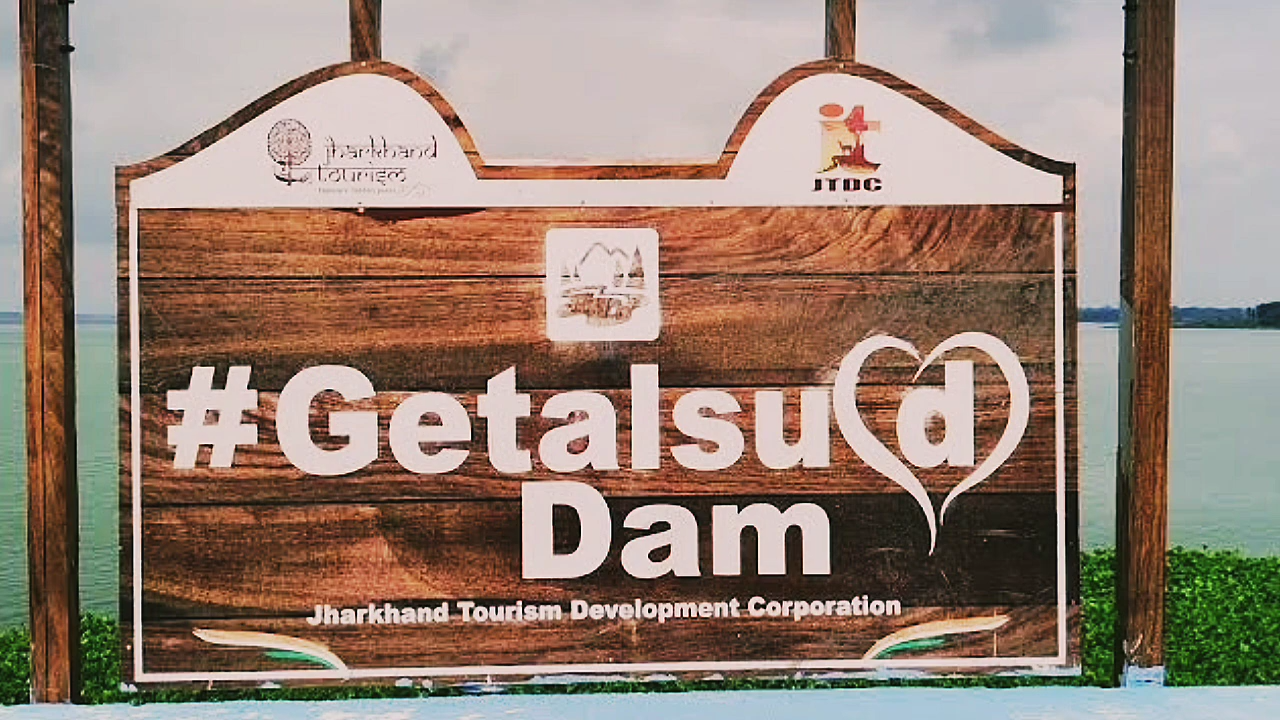 jharkhand
tourism
JTDC
#Getalsud
Dam
Jharkhand Tourism Development Corporation